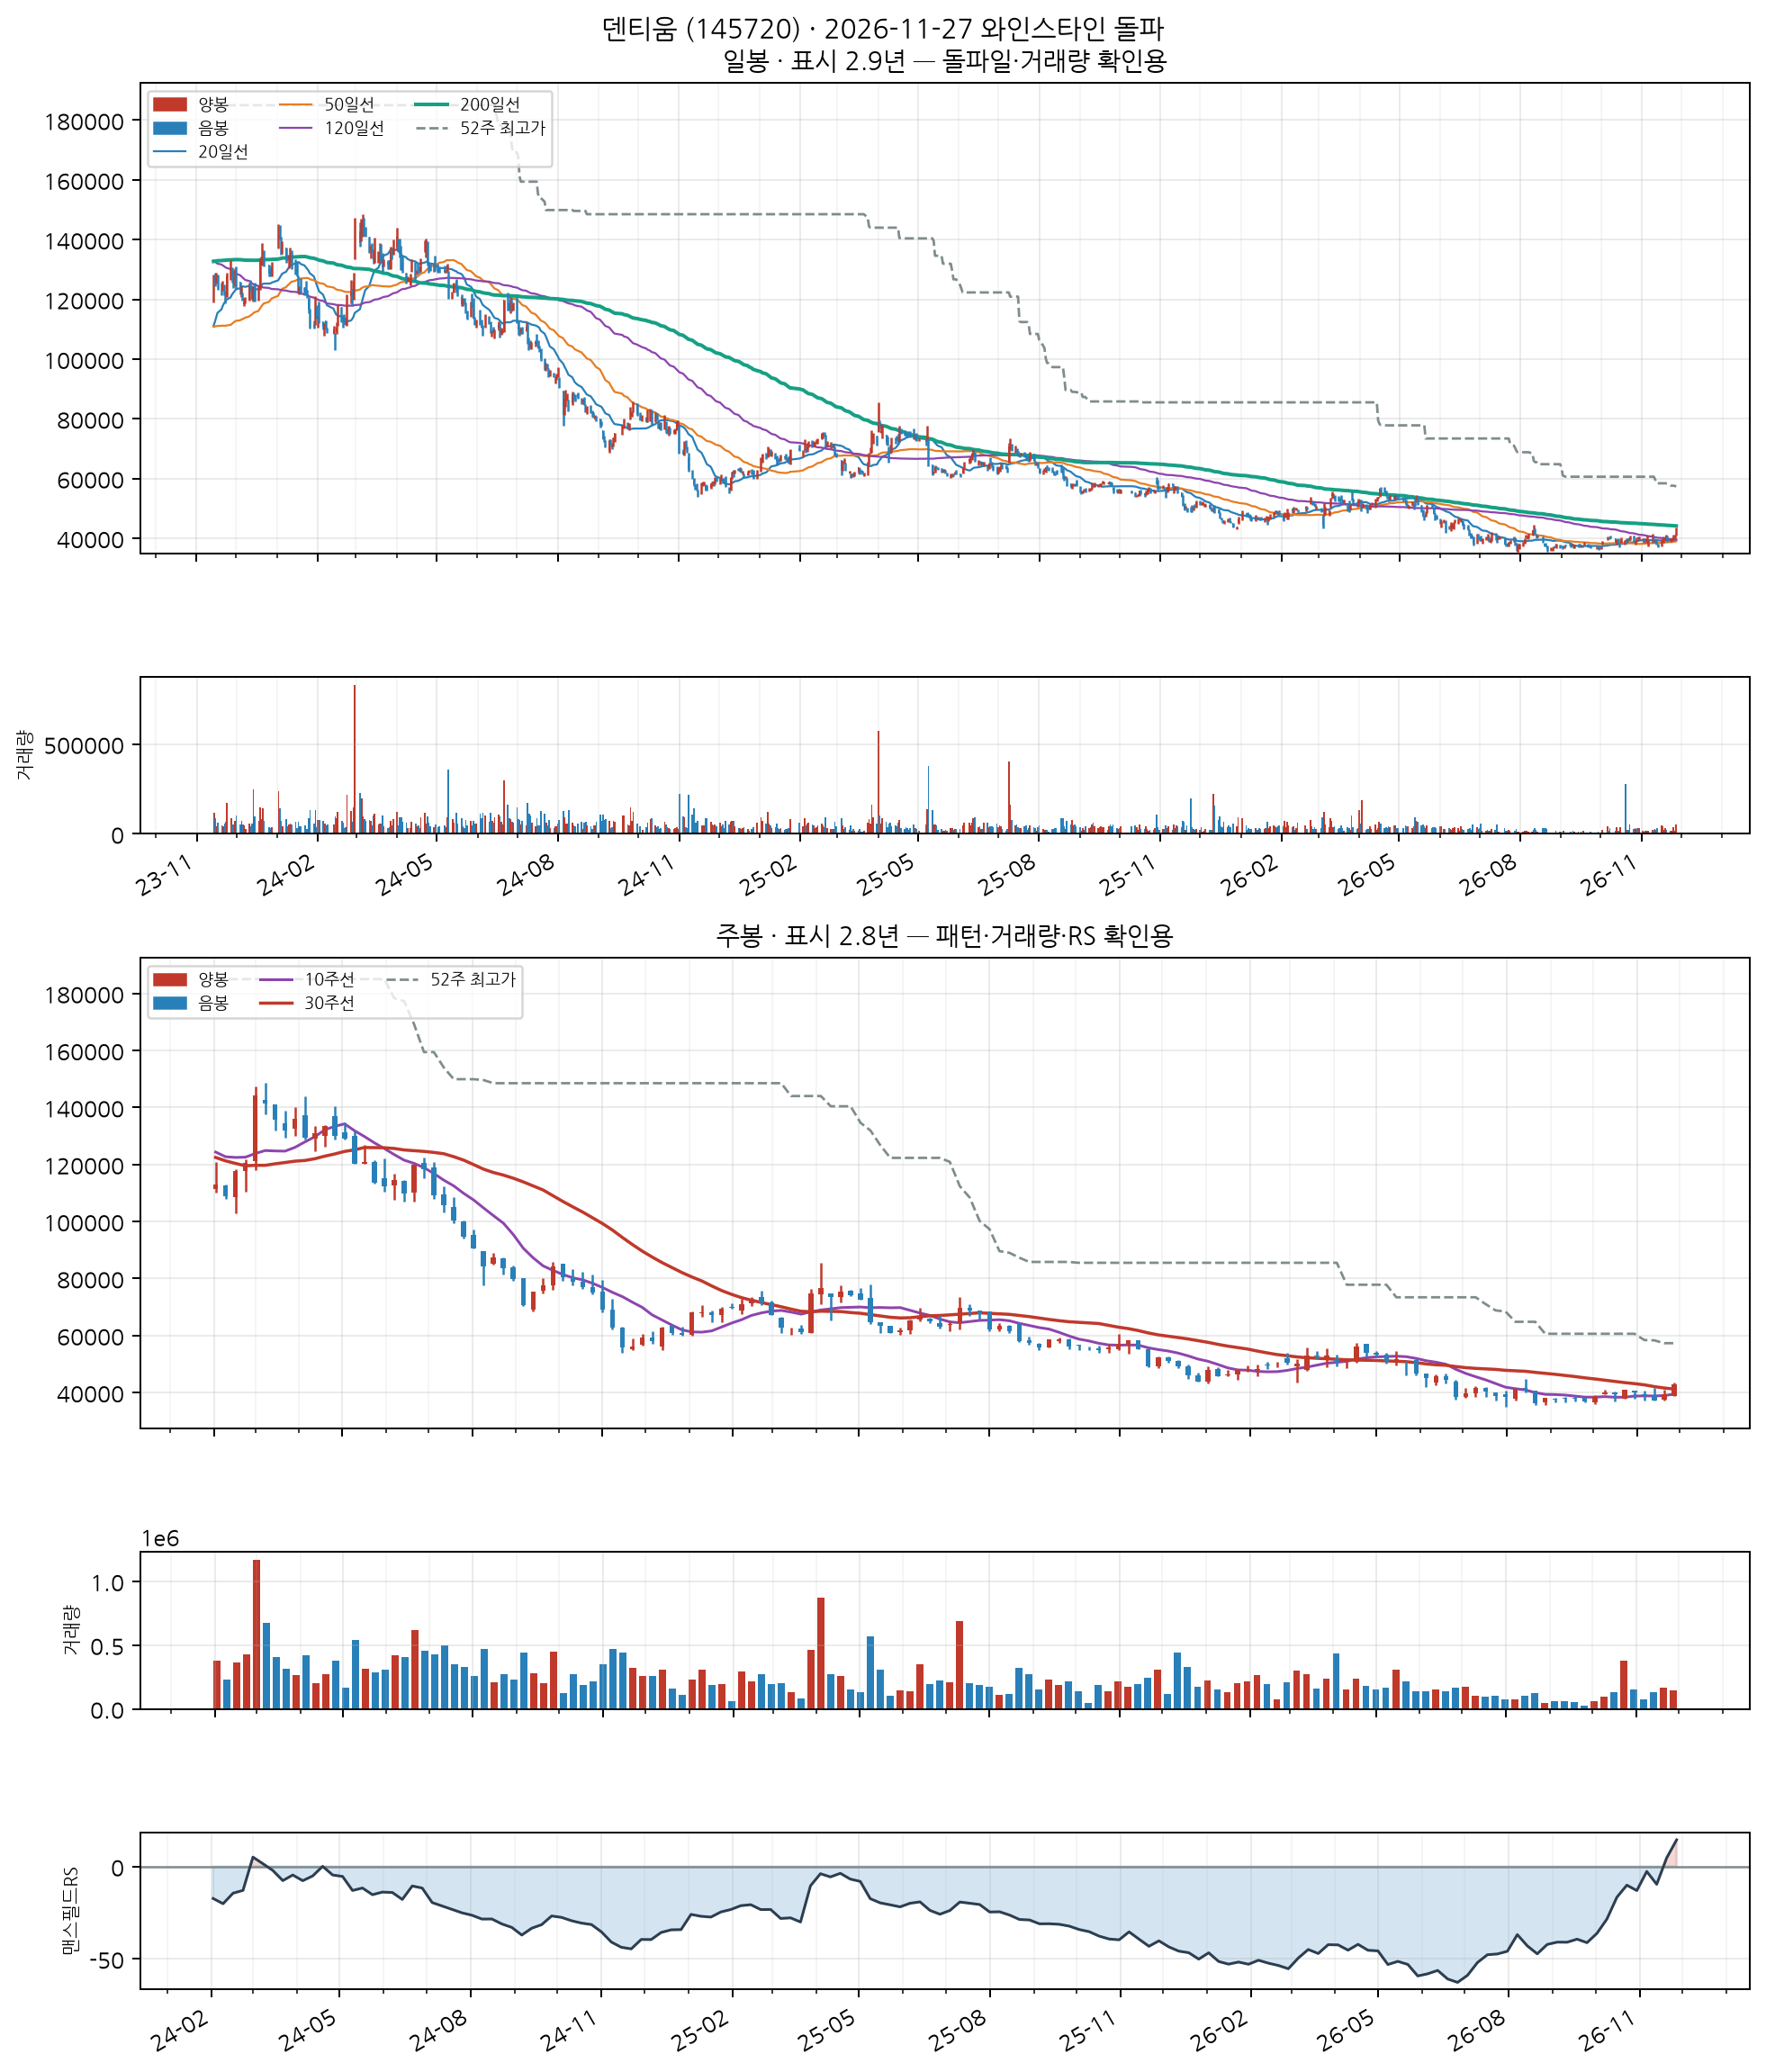 덴티움 (145720) · 2026-11-27 와인스타인 돌파
일봉 · 표시 2.9년 — 돌파일·거래량 확인용
양봉
음봉
20일선
50일선
120일선
200일선
52주 최고가
180000
160000
140000
120000
100000
80000
60000
40000
거래량
500000
0
23-11
24-02
24-05
24-08
24-11
25-02
25-05
25-08
25-11
26-02
26-05
26-08
26-11
주봉 · 표시 2.8년 — 패턴·거래량·RS 확인용
양봉
음봉
10주선
30주선
52주 최고가
180000
160000
140000
120000
100000
80000
60000
40000
1e6
거래량
1.0
0.5
0.0
맨스필드RS
0
-50
24-02
24-05
24-08
24-11
25-02
25-05
25-08
25-11
26-02
26-05
26-08
26-11